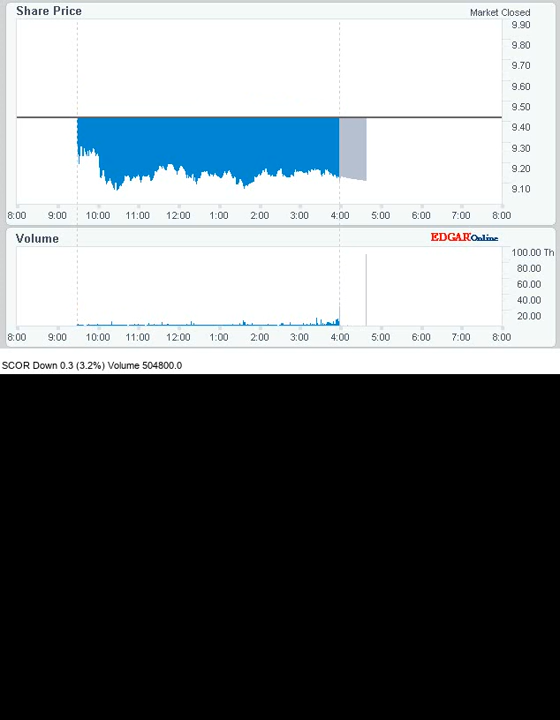 Share Price
Market Closed
9.90
9.80
9.70
9.60
9.50
9.40
9.30
9.20
9.10
8:00 9:00 10:00 11:00 12:00 1:00 2:00 3:00 4:00 5:00 6:00 7:00 8:00
Volume
EDGAROnline
100.00 Th
80.00
60.00
40.00
20.00
8:00 9:00 10:00 11:00 12:00 1:00 2:00 3:00 4:00 5:00 6:00 7:00 8:00
SCOR Down 0.3 (3.2%) Volume 504800.0